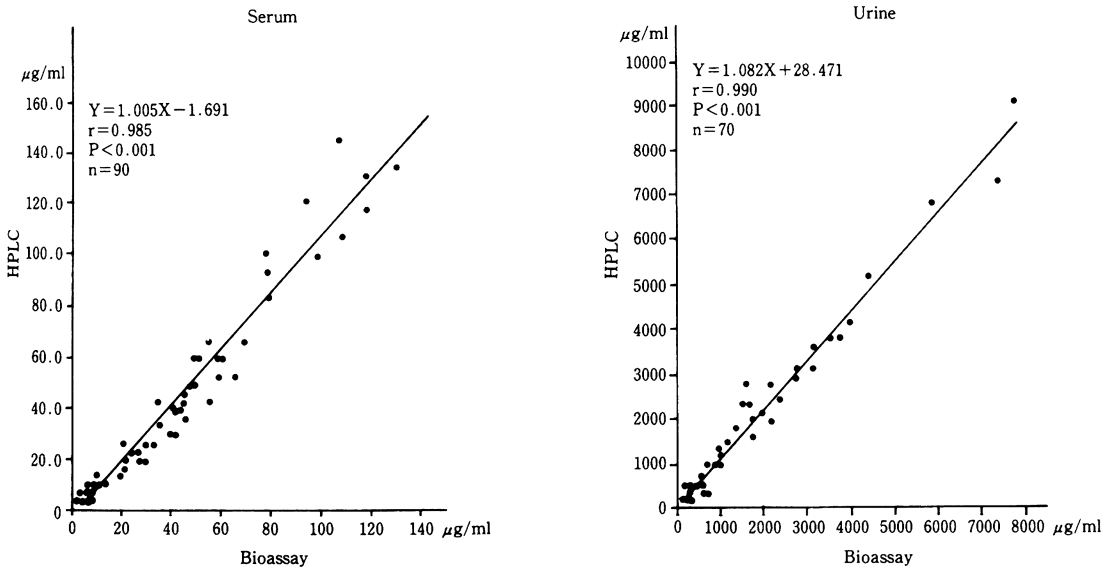 Serum
μg/ml
160.0
140.0
120.0
100.0
80.0
60.0
40.0
20.0
0
HPLC
Y=1.005X−1.691
r=0.985
P<0.001
n=90
0 20 40 60 80 100 120 140 μg/ml
Bioassay
Urine
μg/ml
10000
9000
8000
7000
6000
5000
4000
3000
2000
1000
0
HPLC
Y=1.082X+28.471
r=0.990
P<0.001
n=70
0 1000 2000 3000 4000 5000 6000 7000 8000 μg/ml
Bioassay